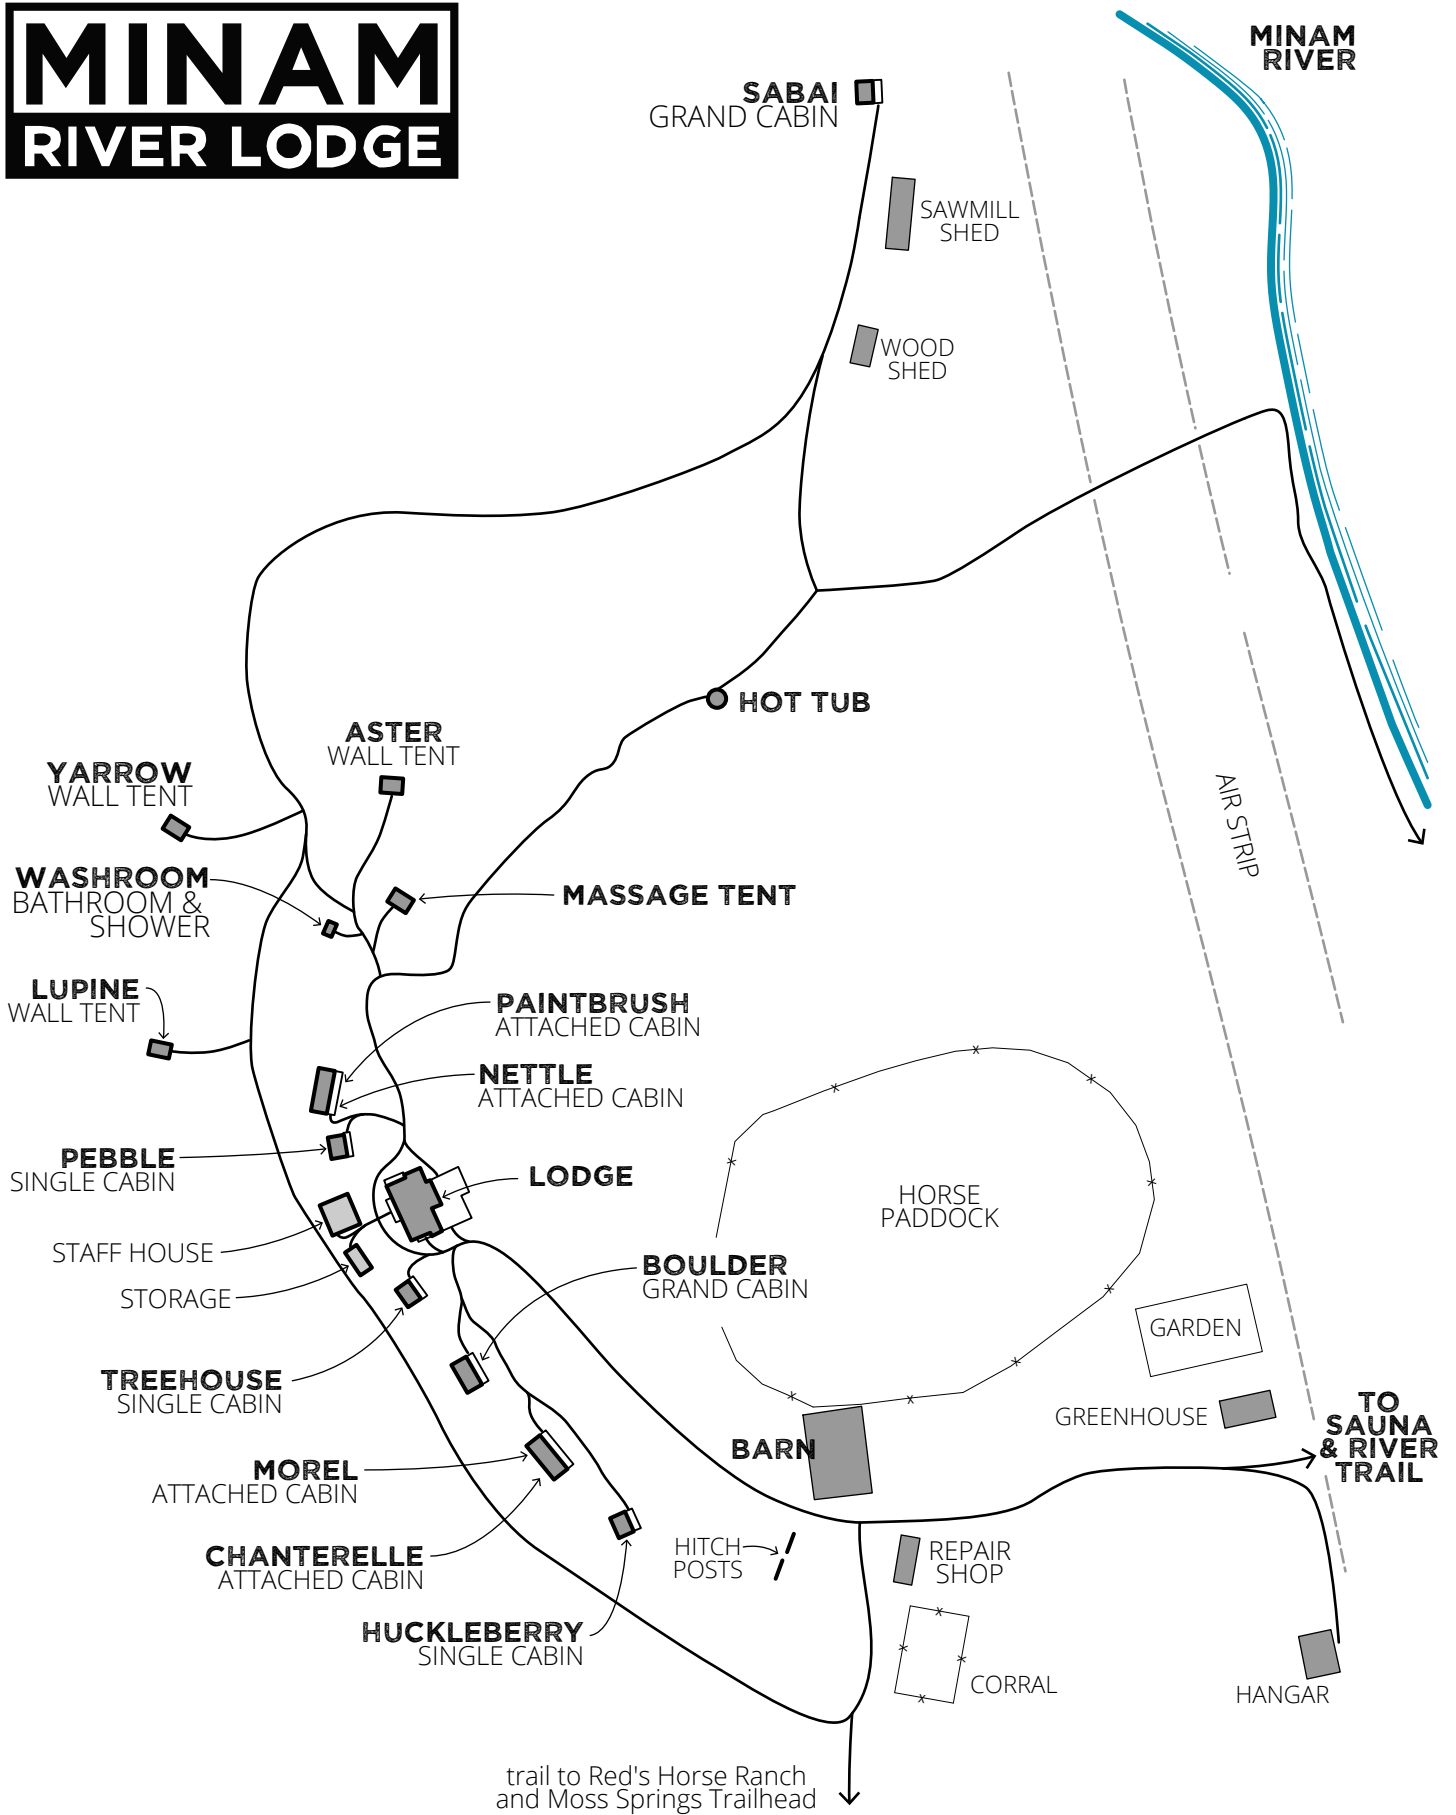 MINAM
RIVER LODGE
MINAM
RIVER
SABAI
GRAND CABIN
SAWMILL
SHED
WOOD
SHED
HOT TUB
ASTER
WALL TENT
YARROW
WALL TENT
AIR STRIP
WASHROOM
BATHROOM &
SHOWER
MASSAGE TENT
LUPINE
WALL TENT
PAINTBRUSH
ATTACHED CABIN
NETTLE
ATTACHED CABIN
PEBBLE
SINGLE CABIN
LODGE
HORSE
PADDOCK
STAFF HOUSE
BOULDER
GRAND CABIN
STORAGE
GARDEN
TREEHOUSE
SINGLE CABIN
GREENHOUSE
TO
SAUNA
& RIVER
TRAIL
BARN
MOREL
ATTACHED CABIN
HITCH
POSTS
REPAIR
SHOP
CHANTERELLE
ATTACHED CABIN
HUCKLEBERRY
SINGLE CABIN
CORRAL
HANGAR
trail to Red's Horse Ranch
and Moss Springs Trailhead